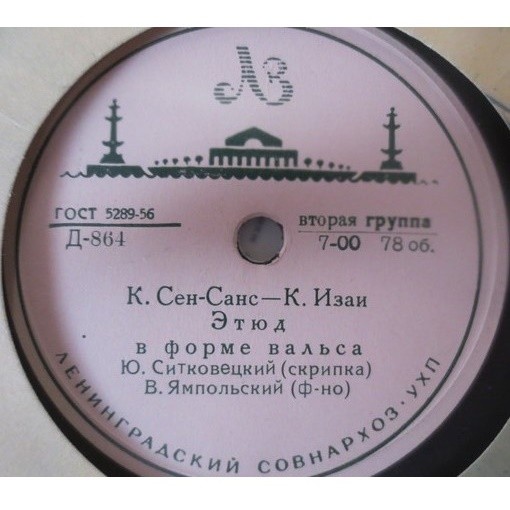 ЛЗ
ГОСТ 5289-56
Д-864
вторая группа
7-00 78 об.
К. Сен-Санс—К. Изаи
Этюд
в форме вальса
Ю. Ситковецкий (скрипка)
В. Ямпольский (ф-но)
ЛЕНИНГРАДСКИЙ СОВНАРХОЗ · УХП